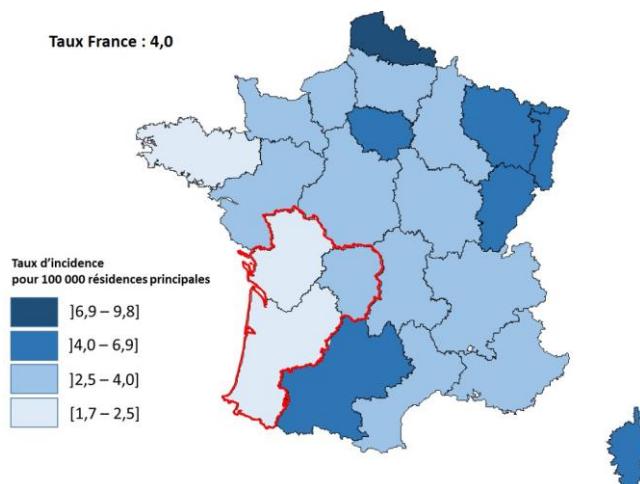 Taux France : 4,0
Taux d'incidence
pour 100 000 résidences principales
]6,9 – 9,8]
]4,0 – 6,9]
]2,5 – 4,0]
[1,7 – 2,5]